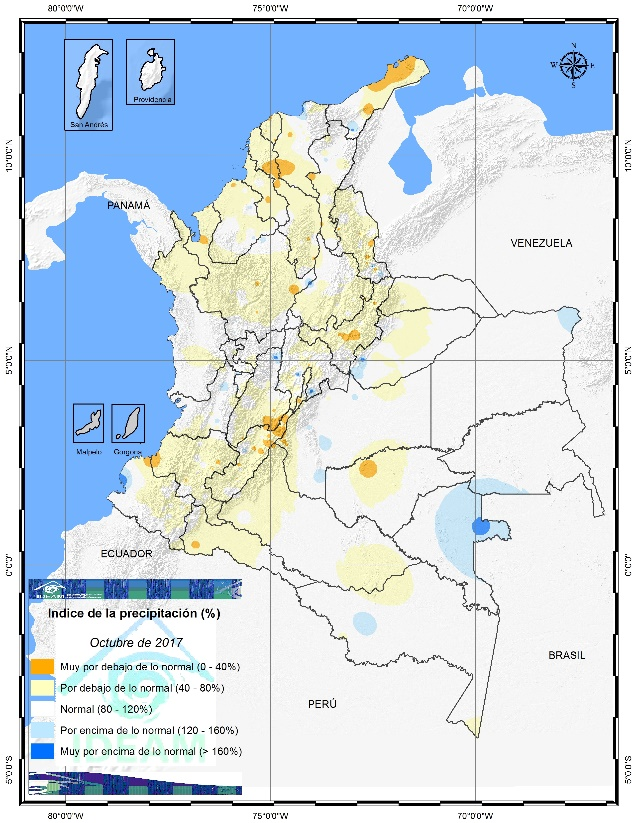 80°0'0"W 75°0'0"W 70°0'0"W
San Andrés
Providencia
N
W E
S
10°0'0"N 10°0'0"N
PANAMÁ
VENEZUELA
5°0'0"N 5°0'0"N
Malpelo Gorgona
ECUADOR
0°0'0" 0°0'0"
Indice de la precipitación (%)
Octubre de 2017
Muy por debajo de lo normal (0 - 40%)
Por debajo de lo normal (40 - 80%)
Normal (80 - 120%)
Por encima de lo normal (120 - 160%)
Muy por encima de lo normal (> 160%)
IDEAM
BRASIL
PERÚ
5°0'0"S 5°0'0"S
80°0'0"W 75°0'0"W 70°0'0"W